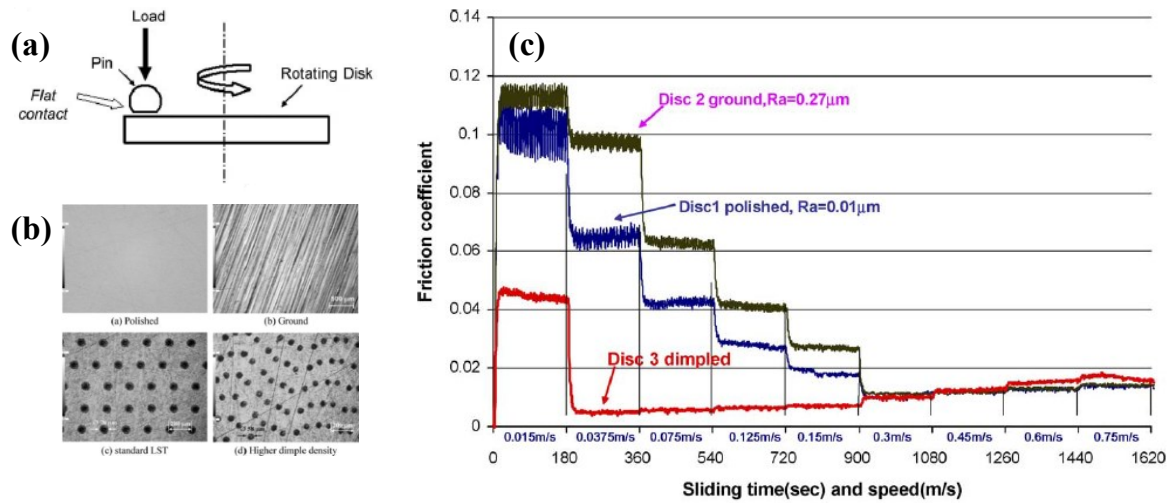 (a)
Load
Pin
Flat
contact
Rotating Disk
(b)
(a) Polished
(b) Ground
(c) standard LST
(d) Higher dimple density
(c)
Friction coefficient
0.14
0.12
0.1
0.08
0.06
0.04
0.02
0
Disc 2 ground,Ra=0.27μm
Disc1 polished, Ra=0.01μm
Disc 3 dimpled
0.015m/s 0.0375m/s 0.075m/s 0.125m/s 0.15m/s 0.3m/s 0.45m/s 0.6m/s 0.75m/s
0 180 360 540 720 900 1080 1260 1440 1620
Sliding time(sec) and speed(m/s)